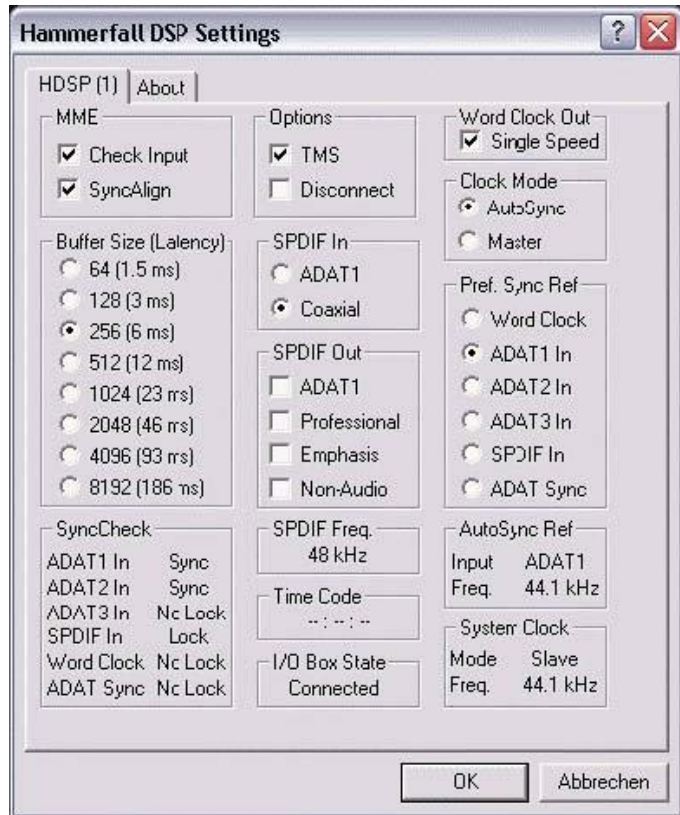 Hammerfall DSP Settings
HDSP (1)
About
MME
Check Input
SyncAlign
Buffer Size (Latency)
64 (1.5 ms)
128 (3 ms)
256 (6 ms)
512 (12 ms)
1024 (23 ms)
2048 (46 ms)
4096 (93 ms)
8192 (186 ms)
SyncCheck
ADAT1 In Sync
ADAT2 In Sync
ADAT3 In No Lock
SPDIF In Lock
Word Clock No Lock
ADAT Sync No Lock
Options
TMS
Disconnect
SPDIF In
ADAT1
Coaxial
SPDIF Out
ADAT1
Professional
Emphasis
Non-Audio
SPDIF Freq.
48 kHz
Time Code
-- : -- : --
I/O Box State
Connected
Word Clock Out
Single Speed
Clock Mode
AutoSync
Master
Pref. Sync Ref
Word Clock
ADAT1 In
ADAT2 In
ADAT3 In
SPDIF In
ADAT Sync
AutoSync Ref
Input ADAT1
Freq. 44.1 kHz
System Clock
Mode Slave
Freq. 44.1 kHz
OK
Abbrechen